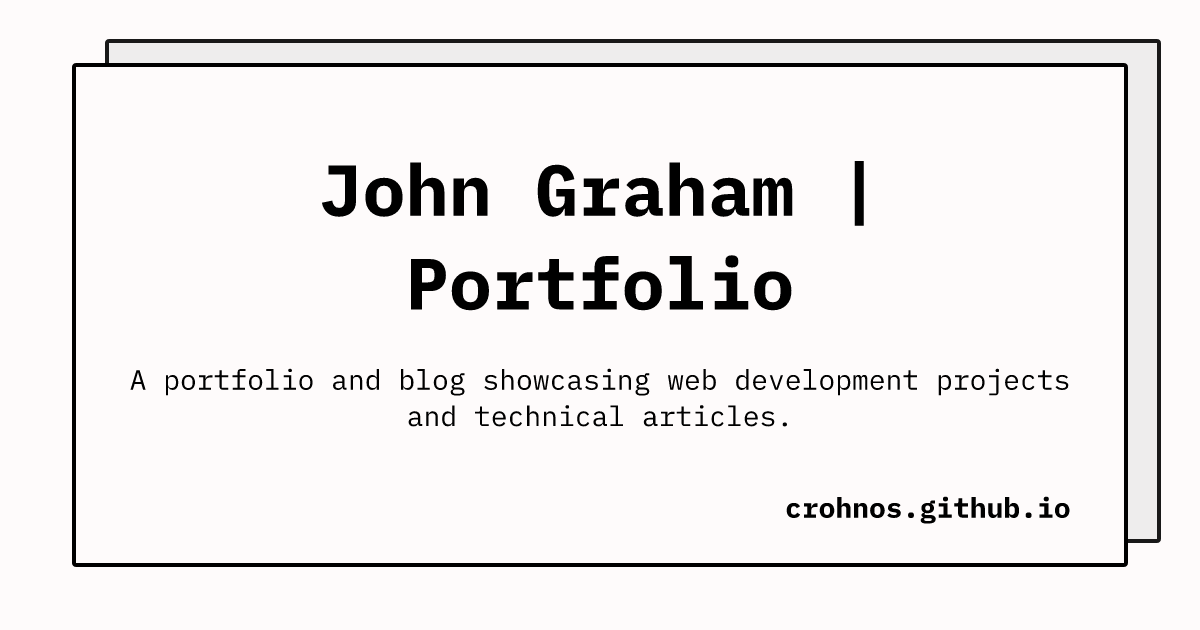 John Graham |
Portfolio
A portfolio and blog showcasing web development projects
and technical articles.
crohnos.github.io